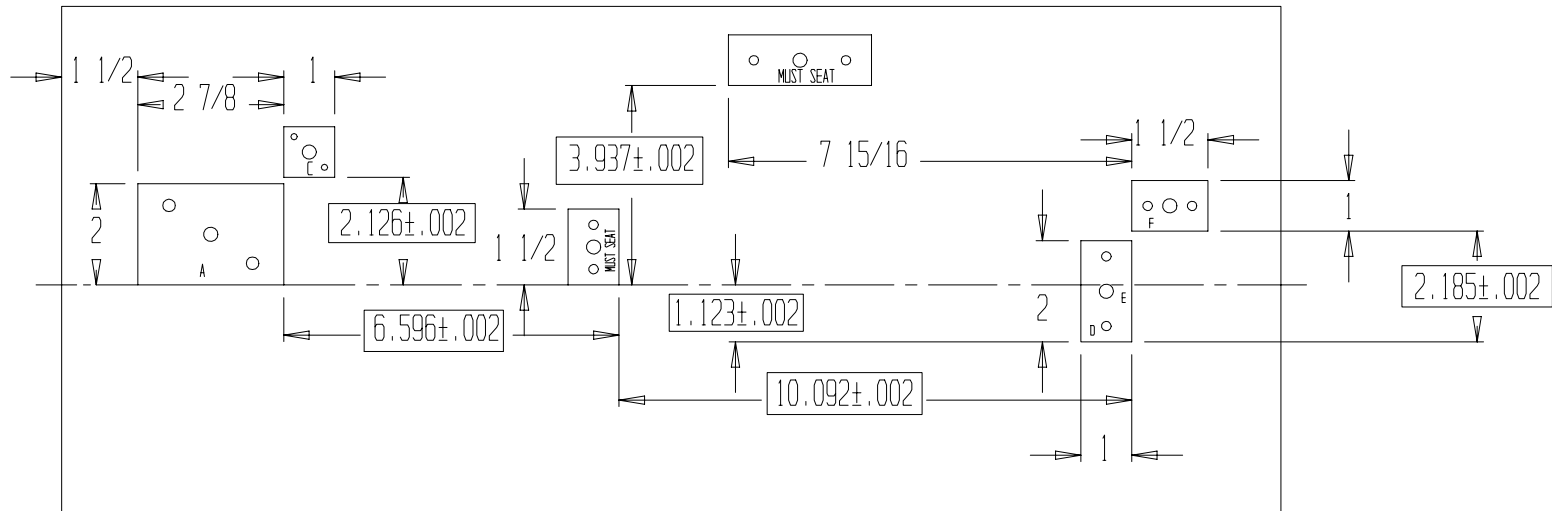 1 1/2
1
MUST SEAT
2 7/8
1 1/2
3.937±.002
7 15/16
C
2.126±.002
1
2
1 1/2
MUST SEAT
F
A
2.185±.002
6.596±.002
1.123±.002
2
E
D
10.092±.002
1